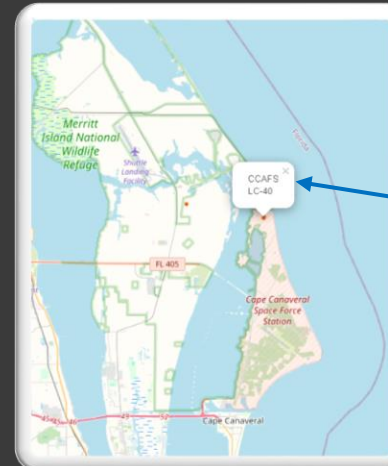 Merritt
Island National
Wildlife
Refuge
Shuttle
Landing
Facility
Florida
CCAFS
LC-40
×
FL 405
Cape Canaveral
Space Force
Station
Cape Canaveral